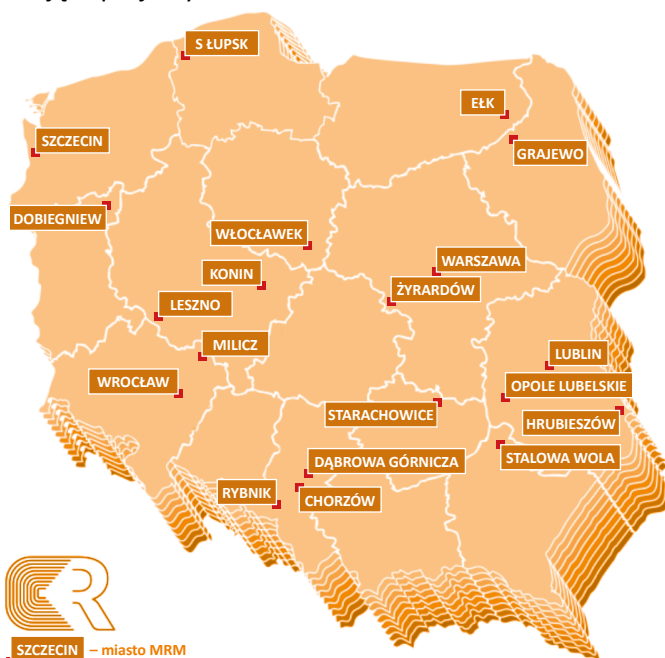 S ŁUPSK
EŁK
SZCZECIN
GRAJEWO
DOBIEGNIEW
WŁOCŁAWEK
WARSZAWA
KONIN
ŻYRARDÓW
LESZNO
MILICZ
LUBLIN
WROCŁAW
OPOLE LUBELSKIE
STARACHOWICE
HRUBIESZÓW
DĄBROWA GÓRNICZA
STALOWA WOLA
RYBNIK
CHORZÓW
CR
SZCZECIN – miasto MRM